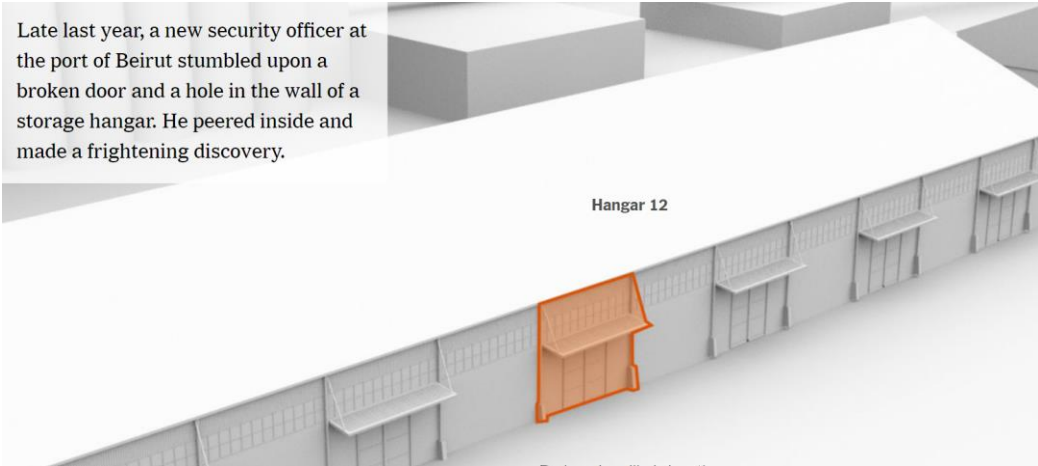 Late last year, a new security officer at
the port of Beirut stumbled upon a
broken door and a hole in the wall of a
storage hangar. He peered inside and
made a frightening discovery.
Hangar 12